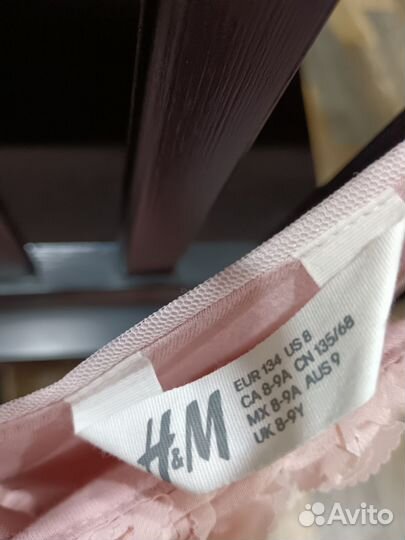 H&M
EUR 134 US 8
CA 8-9A CN 135/68
MX 8-9A AUS 9
UK 8-9Y
Avito